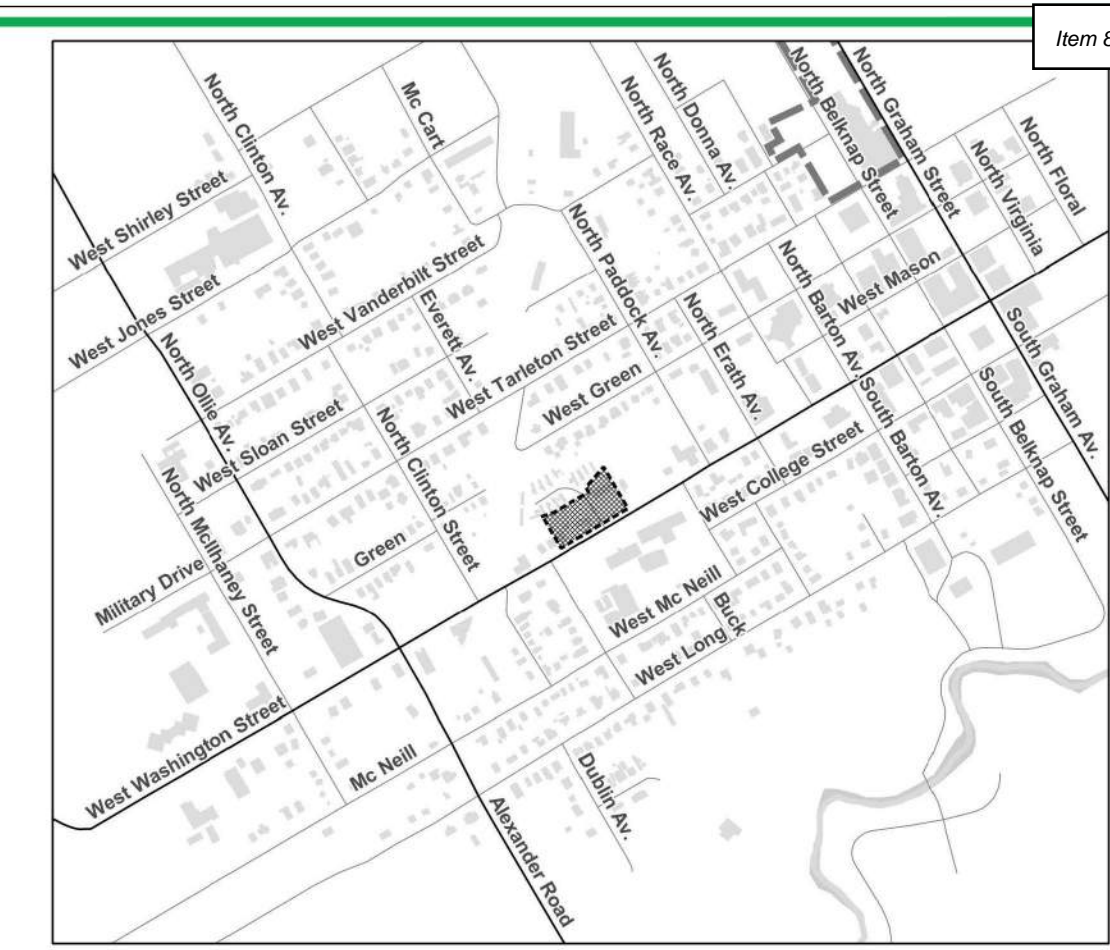 Item 8
North Clinton Av.
Mc Cart
North Race Av.
North Donna Av.
North Belknap Street
North Graham Street
North Virginia
North Floral
West Shirley Street
West Jones Street
West Vanderbilt Street
North Paddock Av.
North Barton Av.
West Mason
North Ollie Av.
Everett Av.
West Tarleton Street
West Green
North Erath Av.
South Graham Av.
West Sloan Street
North Clinton Street
South Barton Av.
South Belknap Street
West College Street
North McIlhaney Street
Green
Military Drive
West Mc Neill
Buck
West Long
West Washington Street
Mc Neill
Dublin Av.
Alexander Road